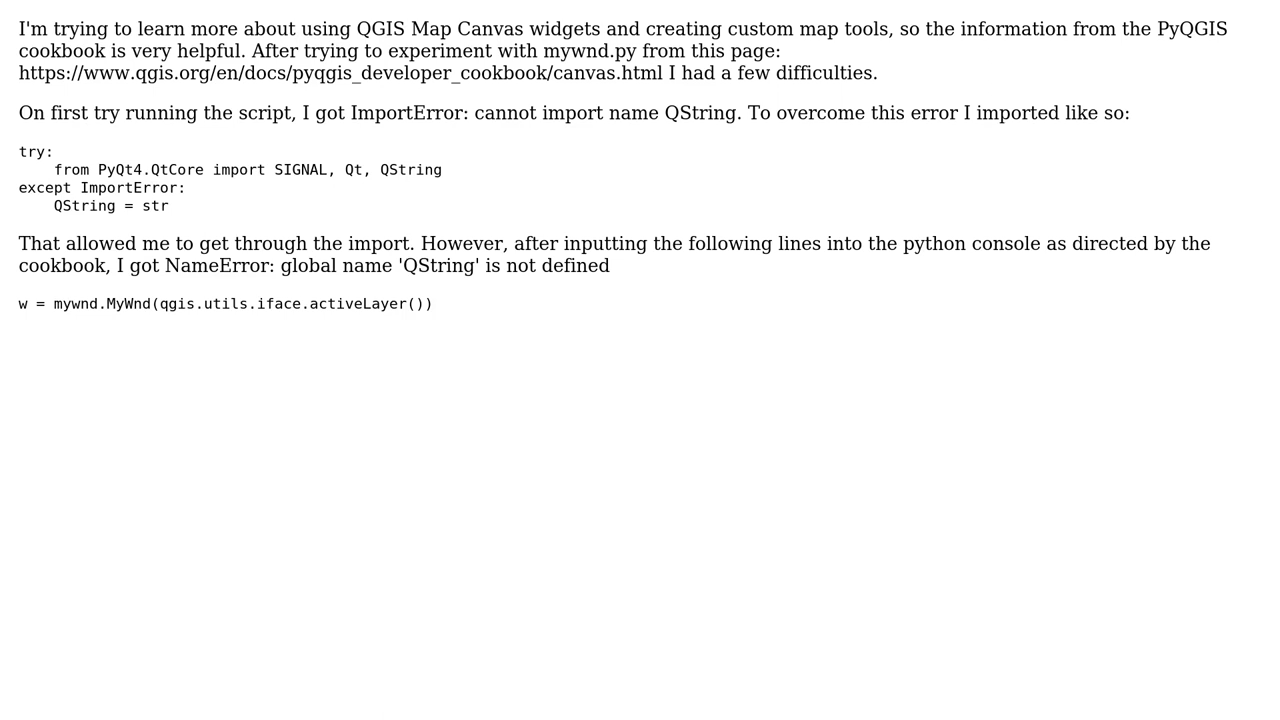 I'm trying to learn more about using QGIS Map Canvas widgets and creating custom map tools, so the information from the PyQGIS
cookbook is very helpful. After trying to experiment with mywnd.py from this page:
https://www.qgis.org/en/docs/pyqgis_developer_cookbook/canvas.html I had a few difficulties.
On first try running the script, I got ImportError: cannot import name QString. To overcome this error I imported like so:
try:
    from PyQt4.QtCore import SIGNAL, Qt, QString
except ImportError:
    QString = str
That allowed me to get through the import. However, after inputting the following lines into the python console as directed by the
cookbook, I got NameError: global name 'QString' is not defined
w = mywnd.MyWnd(qgis.utils.iface.activeLayer())